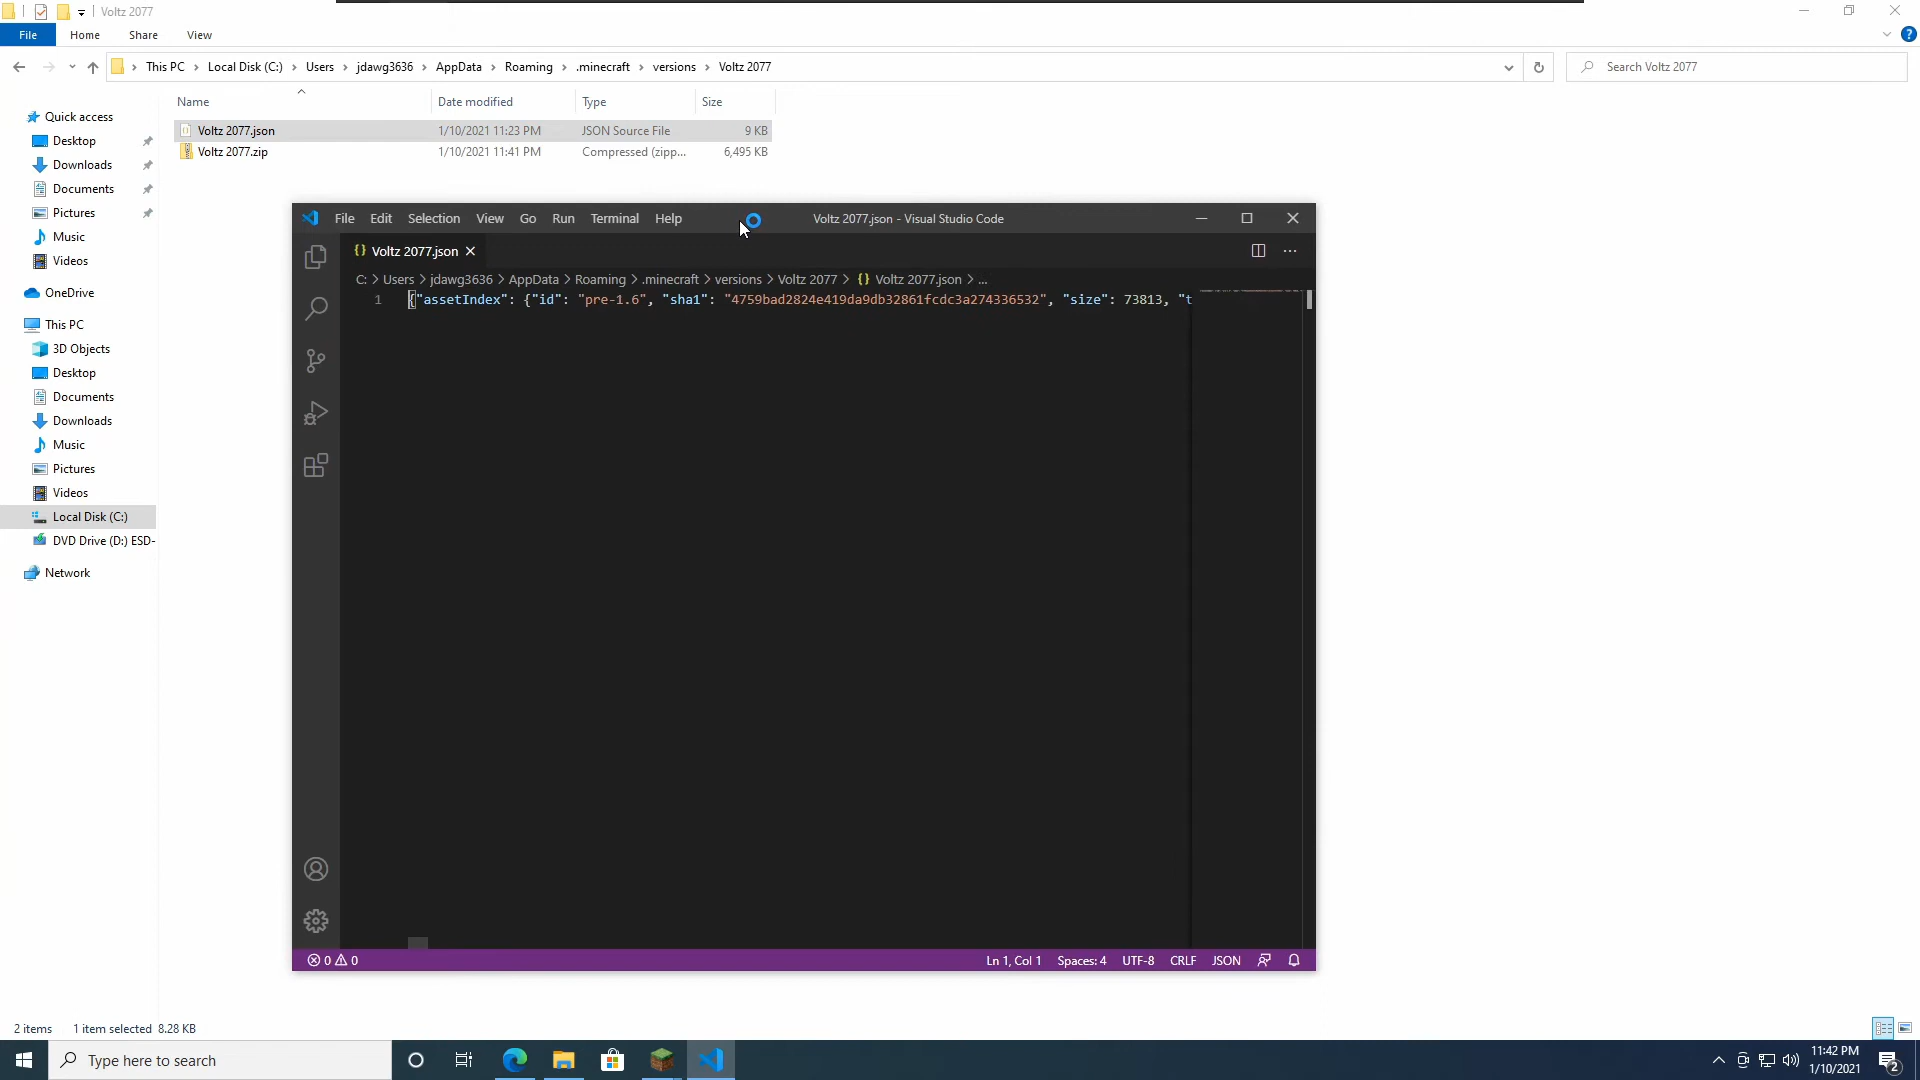 Voltz 2077
File Home Share View
This PC Local Disk (C:) Users jdawg3636 AppData Roaming .minecraft versions Voltz 2077
Search Voltz 2077
Name Date modified Type Size
Voltz 2077.json 1/10/2021 11:23 PM JSON Source File 9 KB
Voltz 2077.zip 1/10/2021 11:41 PM Compressed (zipp... 6,495 KB
Quick access
Desktop
Downloads
Documents
Pictures
Music
Videos
OneDrive
This PC
3D Objects
Desktop
Documents
Downloads
Music
Pictures
Videos
Local Disk (C:)
DVD Drive (D:) ESD-
Network
File Edit Selection View Go Run Terminal Help
Voltz 2077.json - Visual Studio Code
{} Voltz 2077.json
C: > Users > jdawg3636 > AppData > Roaming > .minecraft > versions > Voltz 2077 > {} Voltz 2077.json > ...
1 {"assetIndex": {"id": "pre-1.6", "sha1": "4759bad2824e419da9db32861fcdc3a274336532", "size": 73813, "t
0 0
Ln 1, Col 1 Spaces: 4 UTF-8 CRLF JSON
2 items 1 item selected 8.28 KB
Type here to search
11:42 PM
1/10/2021
2